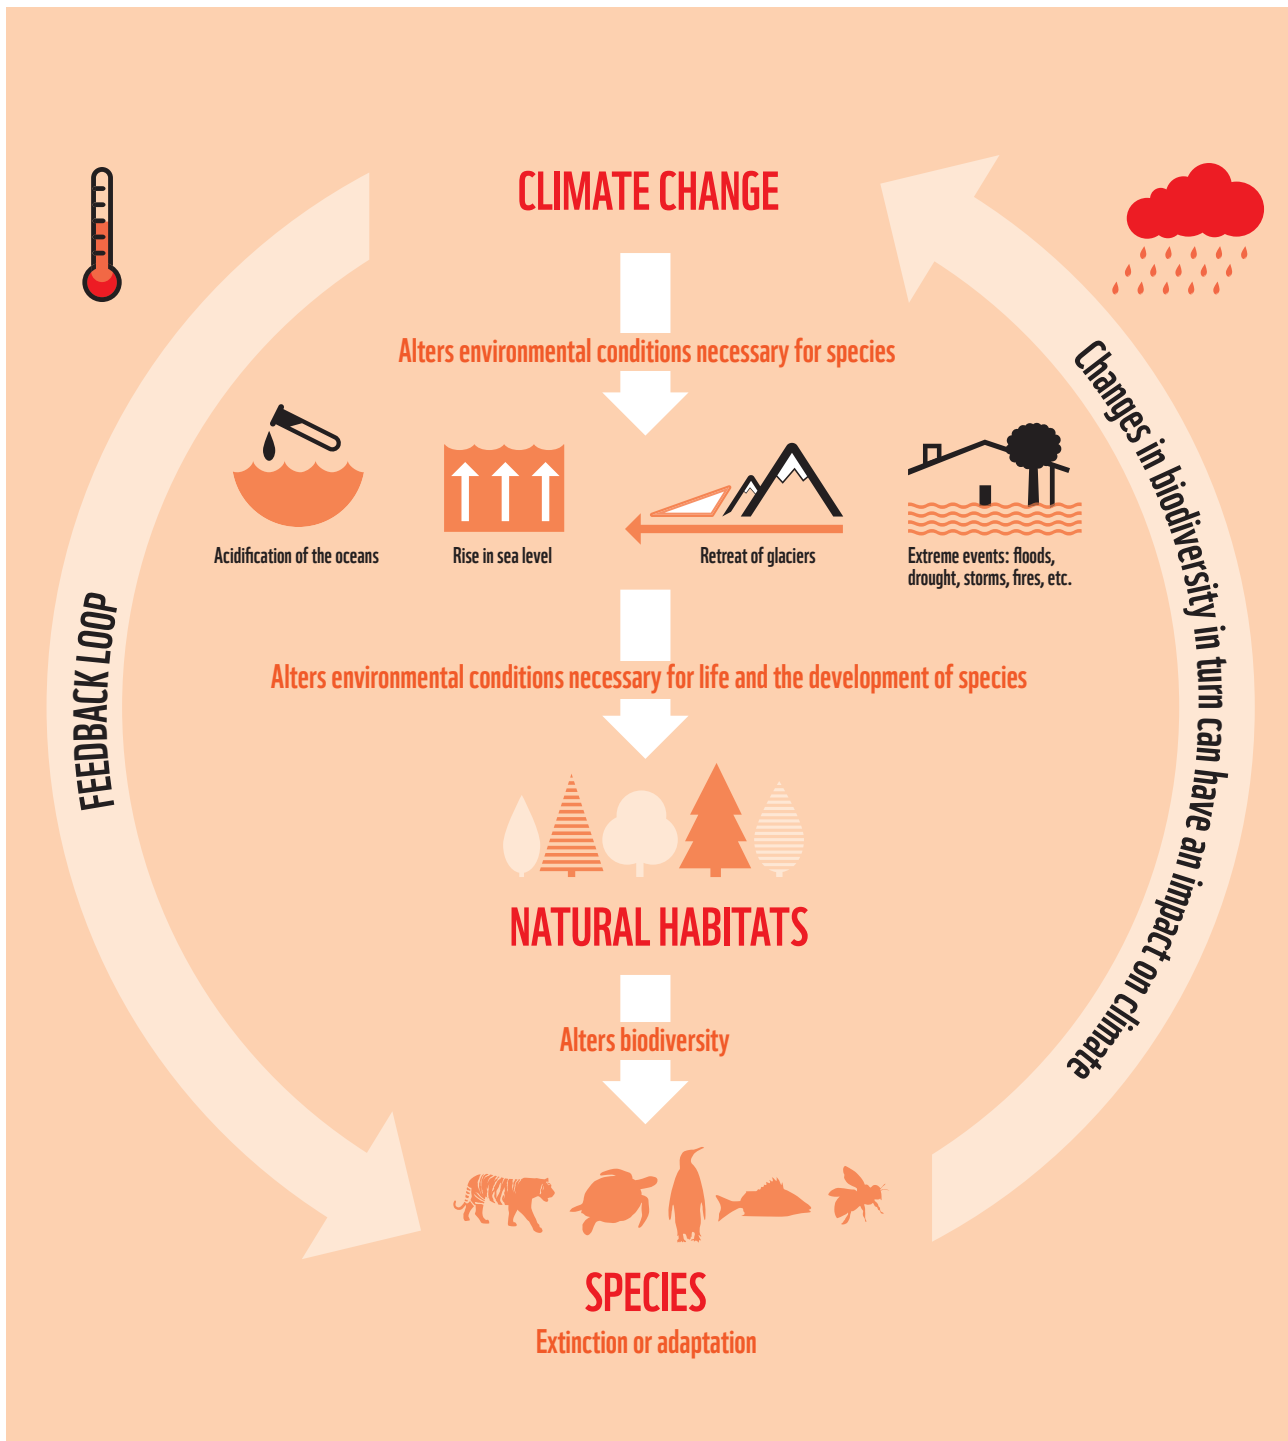 CLIMATE CHANGE
Alters environmental conditions necessary for species
Acidification of the oceans
Rise in sea level
Retreat of glaciers
Extreme events: floods,
drought, storms, fires, etc.
Alters environmental conditions necessary for life and the development of species
NATURAL HABITATS
Alters biodiversity
SPECIES
Extinction or adaptation
FEEDBACK LOOP
Changes in biodiversity in turn can have an impact on climate